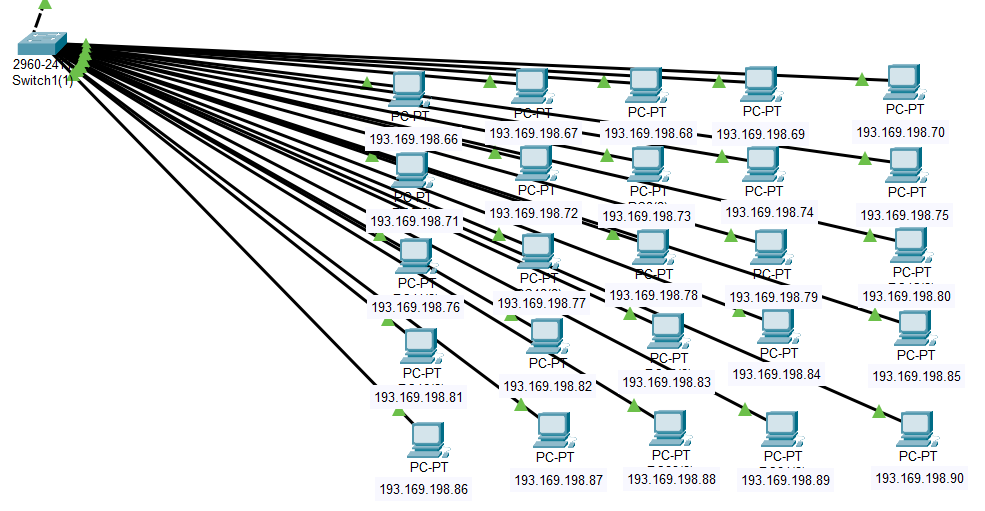 2960-24
Switch1(1)
PC-PT
PC-PT
PC-PT
PC-PT
PC-PT
193.169.198.66
193.169.198.67
193.169.198.68
193.169.198.69
193.169.198.70
PC-PT
PC-PT
PC-PT
PC-PT
PC-PT
193.169.198.71
193.169.198.72
193.169.198.73
193.169.198.74
193.169.198.75
PC-PT
PC-PT
PC-PT
PC-PT
PC-PT
193.169.198.76
193.169.198.77
193.169.198.78
193.169.198.79
193.169.198.80
PC-PT
PC-PT
PC-PT
PC-PT
PC-PT
193.169.198.81
193.169.198.82
193.169.198.83
193.169.198.84
193.169.198.85
PC-PT
PC-PT
PC-PT
PC-PT
PC-PT
193.169.198.86
193.169.198.87
193.169.198.88
193.169.198.89
193.169.198.90